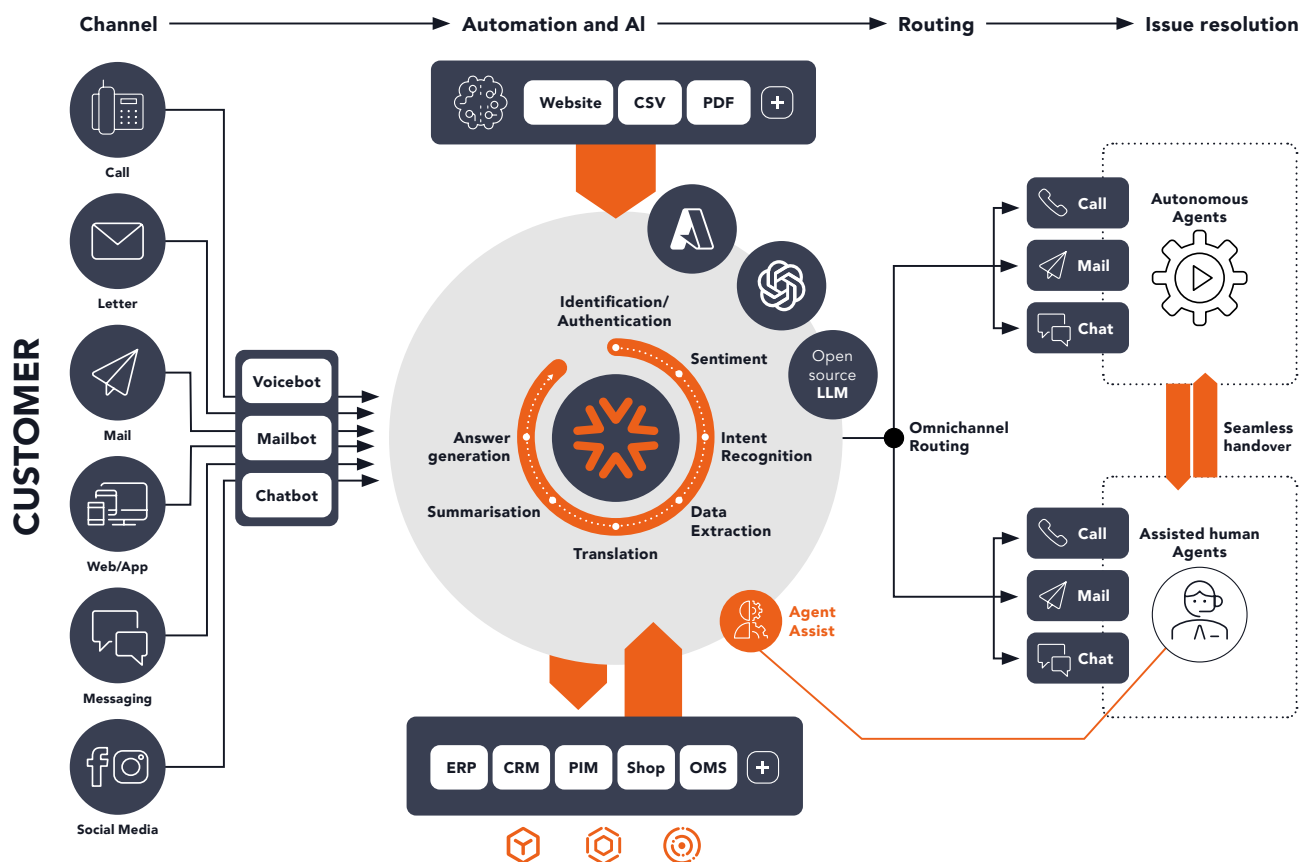 Channel
Automation and AI
Routing
Issue resolution
CUSTOMER
Call
Letter
Mail
Web/App
Messaging
Social Media
Voicebot
Mailbot
Chatbot
Website
CSV
PDF
Open
source
LLM
Identification/
Authentication
Sentiment
Intent
Recognition
Data
Extraction
Translation
Summarisation
Answer
generation
Agent
Assist
ERP
CRM
PIM
Shop
OMS
Omnichannel
Routing
Call
Mail
Chat
Autonomous
Agents
Seamless
handover
Call
Mail
Chat
Assisted human
Agents